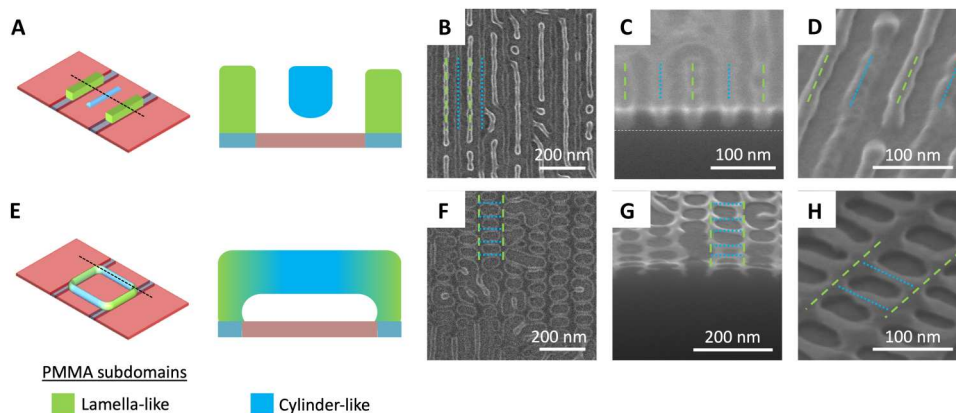 A
B
C
D
200 nm
100 nm
100 nm
E
F
G
H
200 nm
200 nm
100 nm
PMMA subdomains
Lamella-like
Cylinder-like